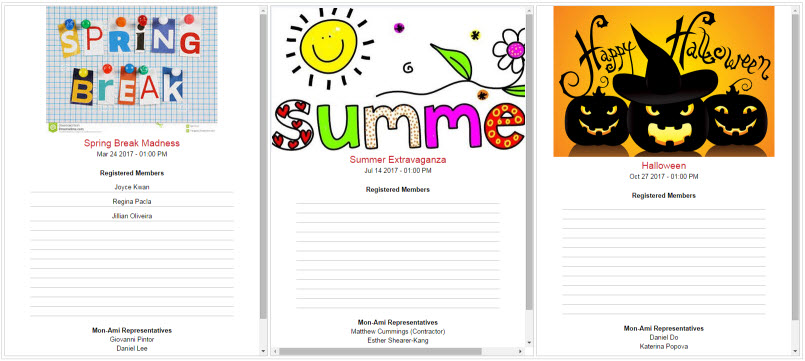 SPRING
BrEAK
Spring Break Madness
Mar 24 2017 - 01:00 PM
Registered Members
Joyce Kwan
Regina Pacla
Jillian Oliveira
Mon-Ami Representatives
Giovanni Pintor
Daniel Lee
Summe
Summer Extravaganza
Jul 14 2017 - 01:00 PM
Registered Members
Mon-Ami Representatives
Matthew Cummings (Contractor)
Esther Shearer-Kang
Happy Halloween
Halloween
Oct 27 2017 - 01:00 PM
Registered Members
Mon-Ami Representatives
Daniel Do
Katerina Popova